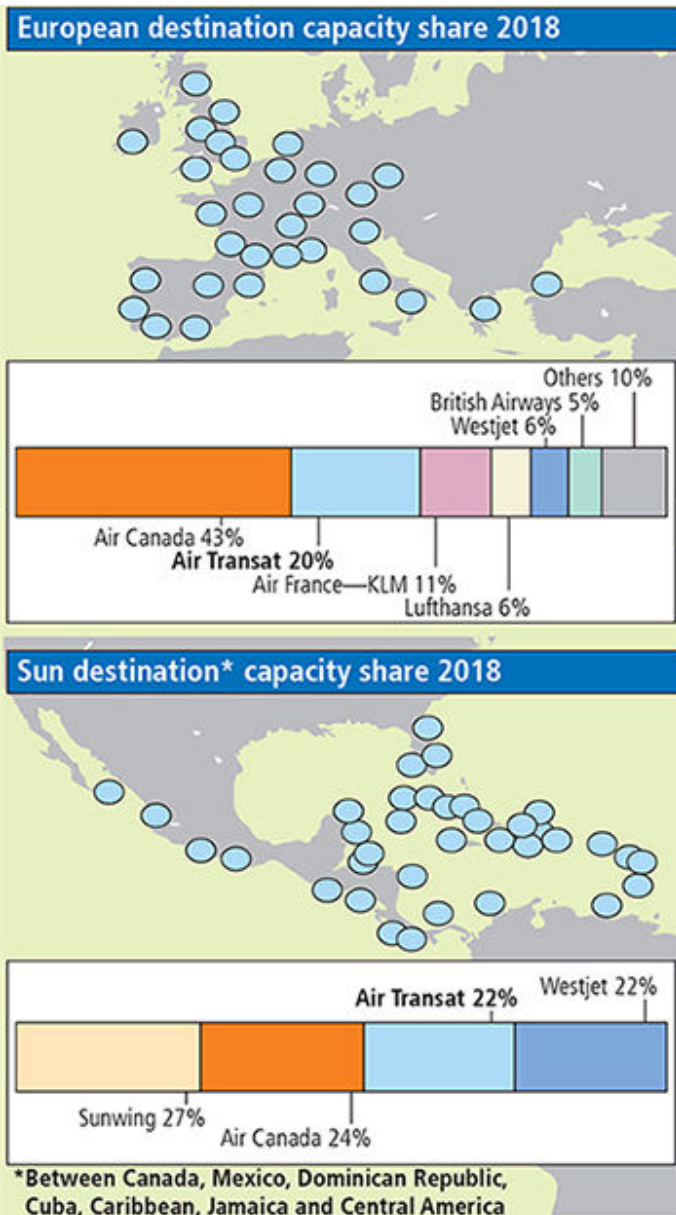 European destination capacity share 2018
Others 10%
British Airways 5%
Westjet 6%
Air Canada 43%
Air Transat 20%
Air France—KLM 11%
Lufthansa 6%
Sun destination* capacity share 2018
Westjet 22%
Air Transat 22%
Sunwing 27%
Air Canada 24%
*Between Canada, Mexico, Dominican Republic,
Cuba, Caribbean, Jamaica and Central America